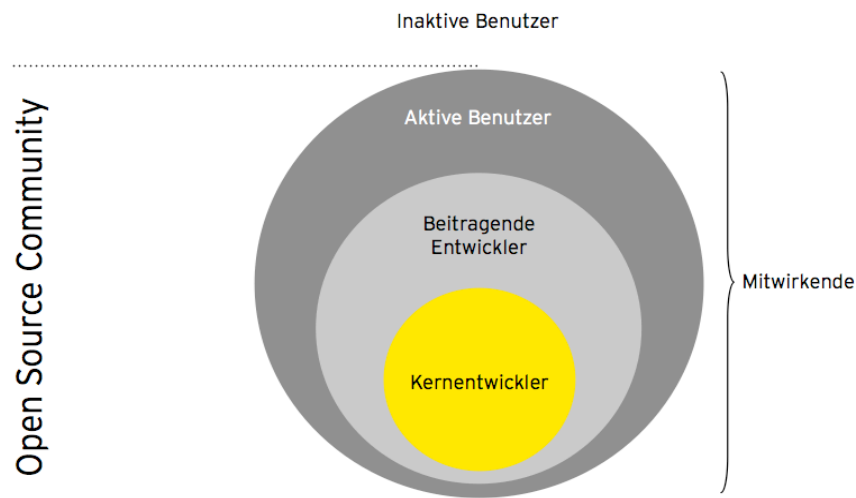 Inaktive Benutzer
Open Source Community
Aktive Benutzer
Beitragende
Entwickler
Mitwirkende
Kernentwickler